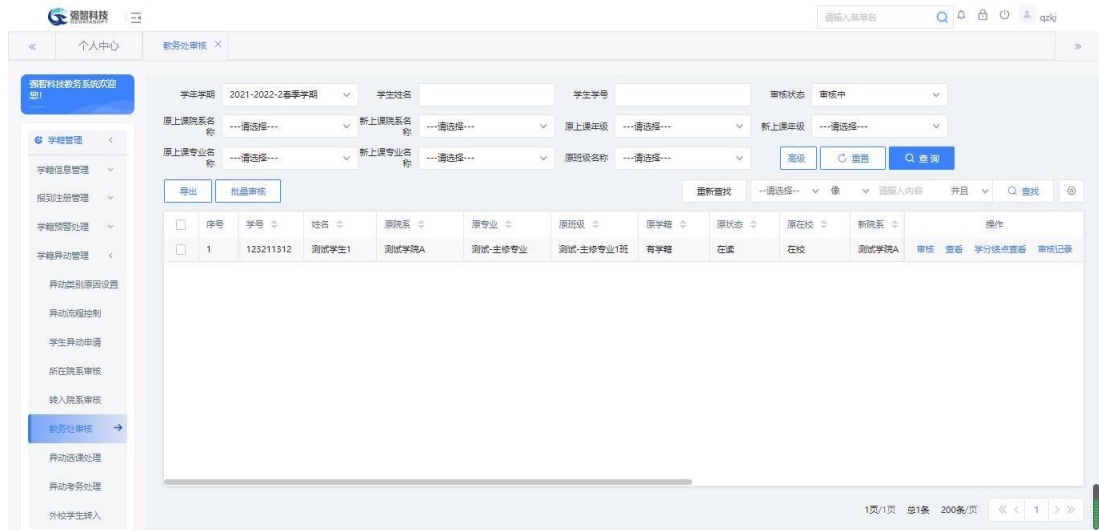 强智科技
QZDATASOFT
请输入菜单名
qzkj
个人中心
教务处审核
强智科技教务系统欢迎您!
学籍管理
学籍信息管理
报到注册管理
学籍预警处理
学籍异动管理
异动类别原因设置
异动流程控制
学生异动申请
所在院系审核
转入院系审核
教务处审核
异动选课处理
异动考务处理
外校学生转入
学年学期 2021-2022-2春季学期 学生姓名 学生学号 审核状态 审核中
原上课院系名称 ---请选择--- 新上课院系名称 ---请选择--- 原上课年级 ---请选择--- 新上课年级 ---请选择---
原上课专业名称 ---请选择--- 新上课专业名称 ---请选择--- 原班级名称 ---请选择--- 高级 重置 查询
导出 批量审核 重新查找 --请选择-- 像 请输入内容 并且 查找
序号 学号 姓名 原院系 原专业 原班级 原学籍 原状态 原在校 新院系 操作
1 123211312 测试学生1 测试学院A 测试-主修专业 测试-主修专业1班 有学籍 在读 在校 测试学院A 审核 查看 学分绩点查看 审核记录
1页/1页 总1条 200条/页 1